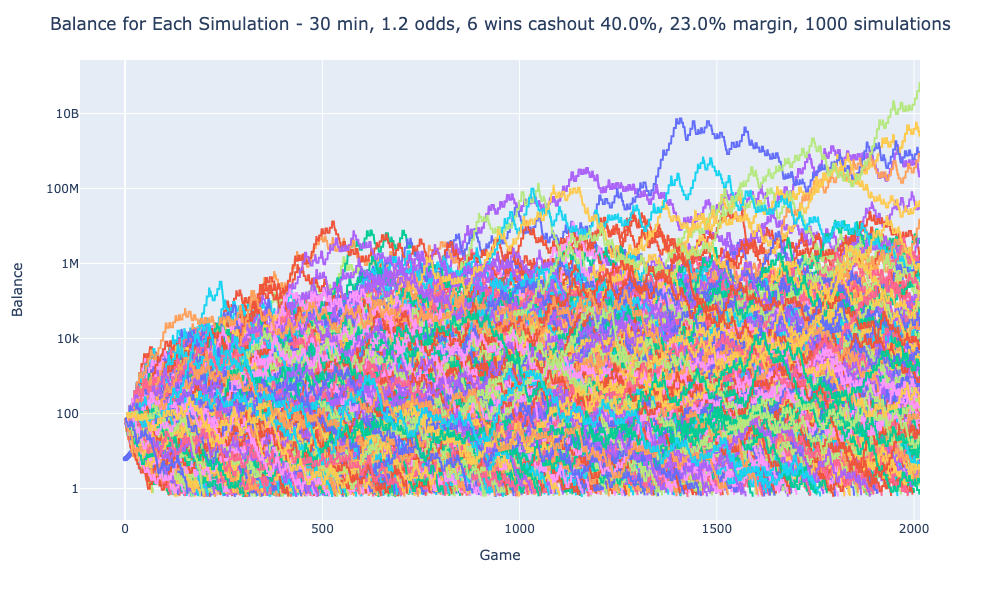 Balance for Each Simulation - 30 min, 1.2 odds, 6 wins cashout 40.0%, 23.0% margin, 1000 simulations
10B
100M
1M
10k
100
1
Balance
0
500
1000
1500
2000
Game